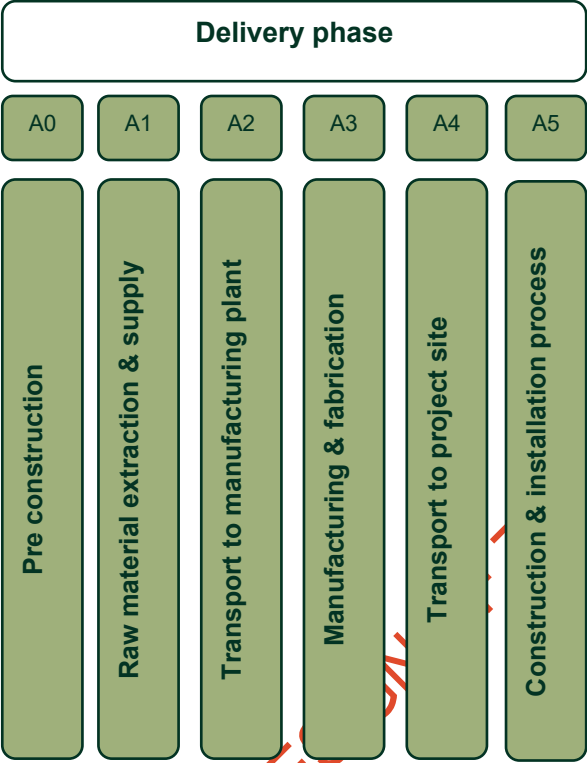 Delivery phase
A0
A1
A2
A3
A4
A5
Pre construction
Raw material extraction & supply
Transport to manufacturing plant
Manufacturing & fabrication
Transport to project site
Construction & installation process